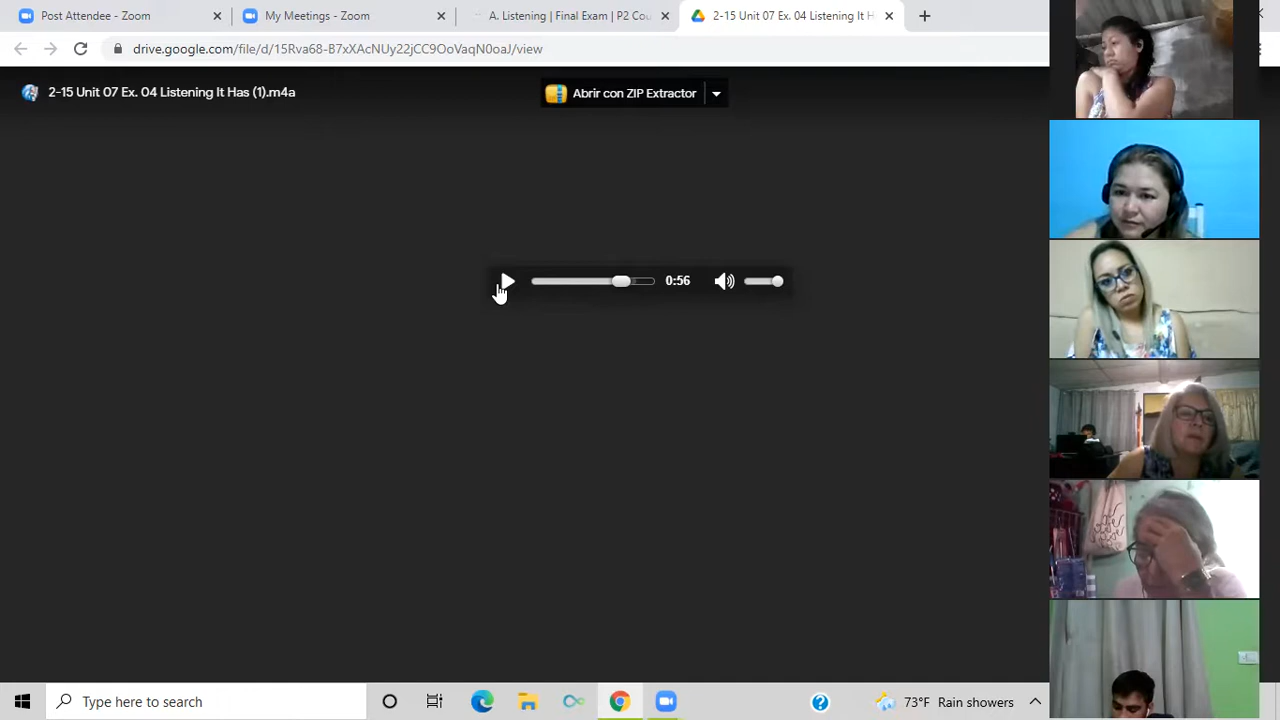 Post Attendee - Zoom
My Meetings - Zoom
A. Listening | Final Exam | P2 Cou
2-15 Unit 07 Ex. 04 Listening It H
drive.google.com/file/d/15Rva68-B7xXAcNUy22jCC9OoVaqN0oaJ/view
2-15 Unit 07 Ex. 04 Listening It Has (1).m4a
Abrir con ZIP Extractor
0:56
Type here to search
73°F Rain showers